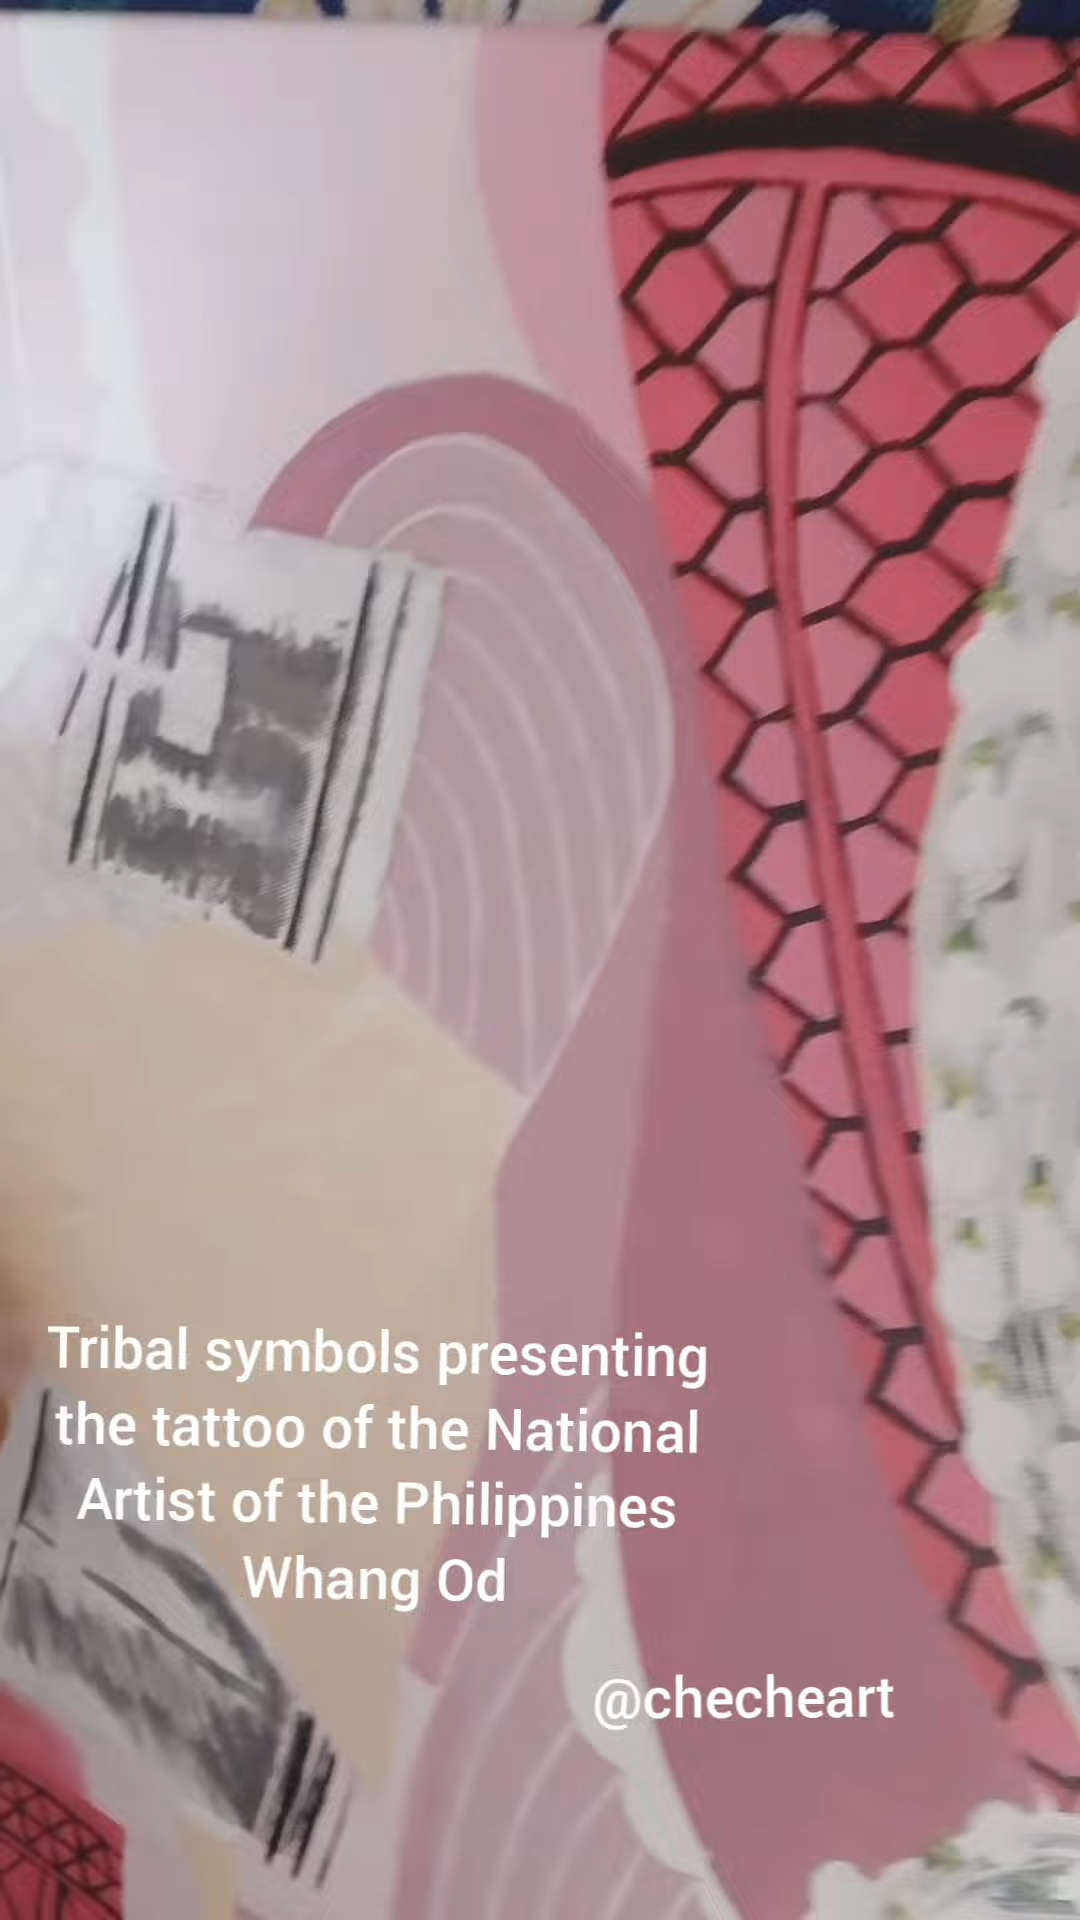 Tribal symbols presenting
the tattoo of the National
Artist of the Philippines
Whang Od
@checheart